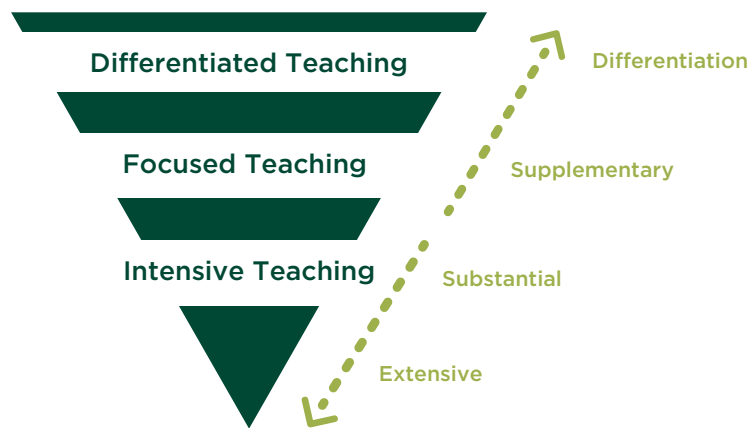 Differentiated Teaching
Differentiation
Focused Teaching
Supplementary
Intensive Teaching
Substantial
Extensive